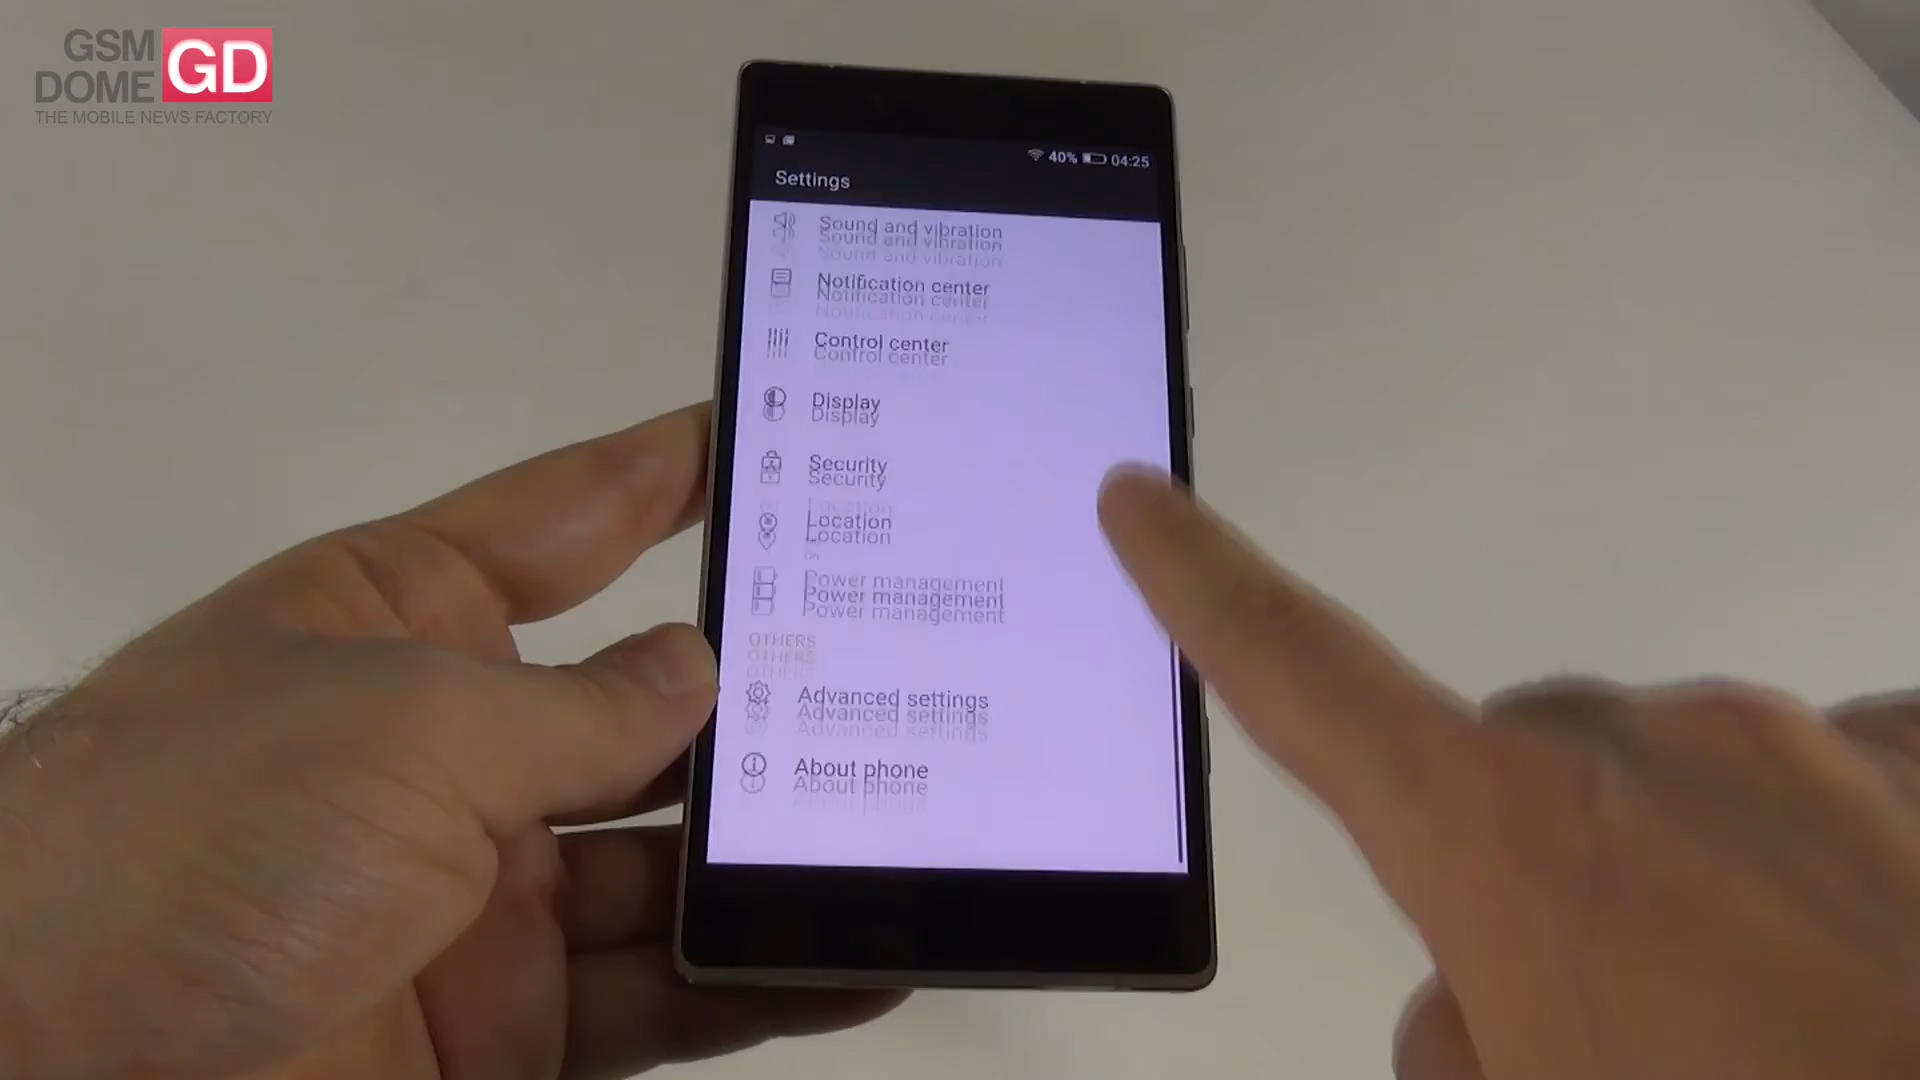 GSM
DOME
GD
THE MOBILE NEWS FACTORY
40% 04:25
Settings
Sound and vibration
Notification center
Control center
Display
Security
Location
On
Power management
OTHERS
Advanced settings
About phone